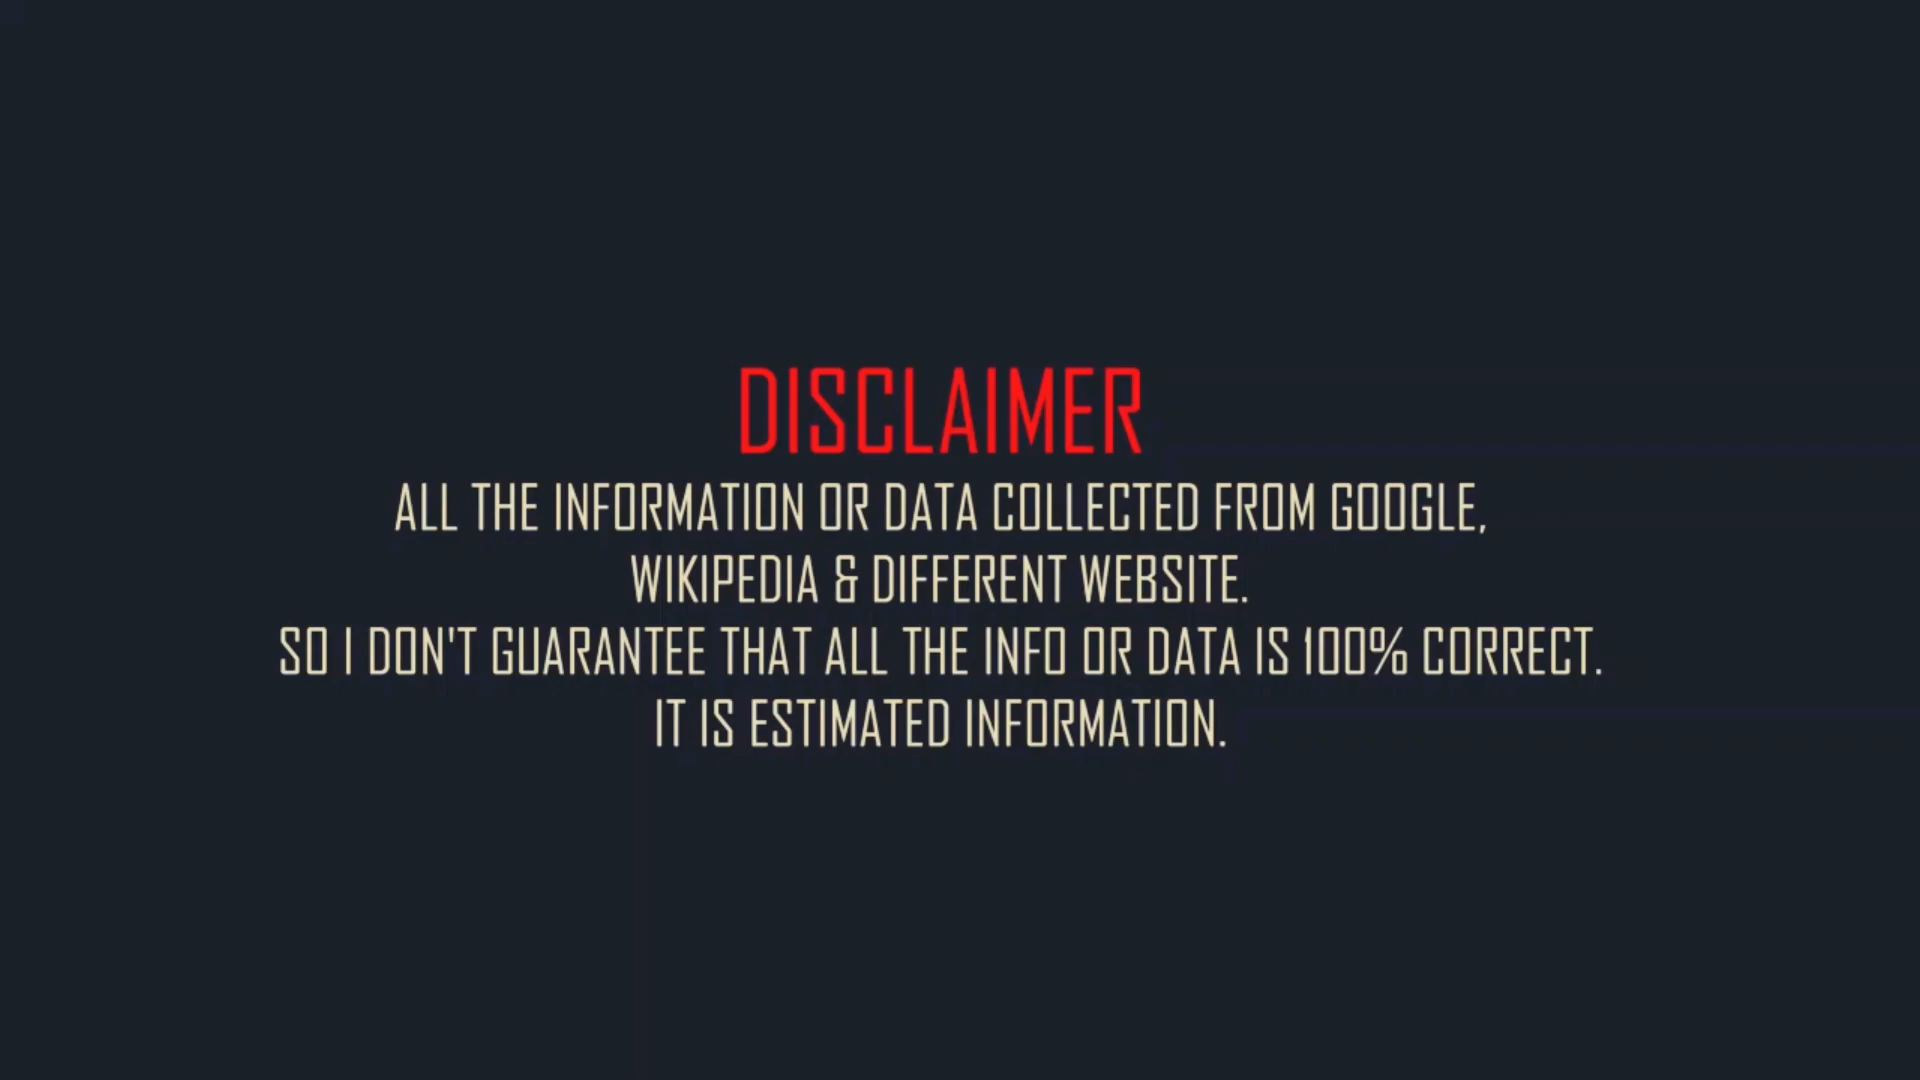 DISCLAIMER
ALL THE INFORMATION OR DATA COLLECTED FROM GOOGLE,
WIKIPEDIA & DIFFERENT WEBSITE.
SO I DON'T GUARANTEE THAT ALL THE INFO OR DATA IS 100% CORRECT.
IT IS ESTIMATED INFORMATION.